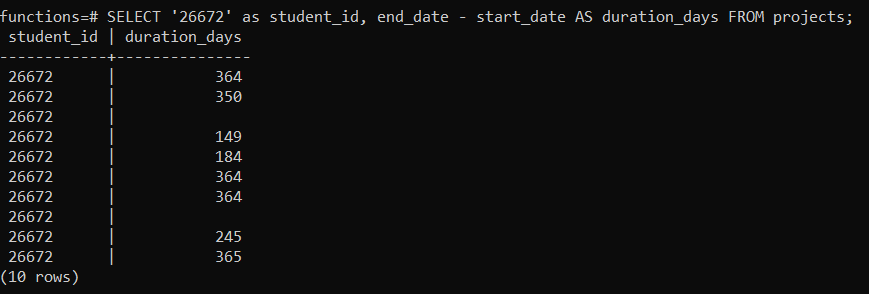 functions=# SELECT '26672' as student_id, end_date - start_date AS duration_days FROM projects;
 student_id | duration_days
------------+---------------
 26672      |           364
 26672      |           350
 26672      |
 26672      |           149
 26672      |           184
 26672      |           364
 26672      |           364
 26672      |
 26672      |           245
 26672      |           365
(10 rows)